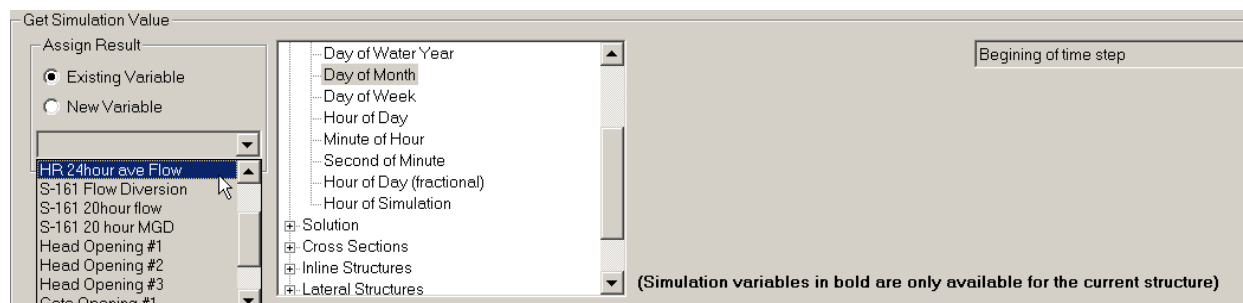 Get Simulation Value
Assign Result
Existing Variable
New Variable
HR 24hour ave Flow
S-161 Flow Diversion
S-161 20hour flow
S-161 20 hour MGD
Head Opening #1
Head Opening #2
Head Opening #3
Gate Opening #1
Day of Water Year
Day of Month
Day of Week
Hour of Day
Minute of Hour
Second of Minute
Hour of Day (fractional)
Hour of Simulation
Solution
Cross Sections
Inline Structures
Lateral Structures
Begining of time step
(Simulation variables in bold are only available for the current structure)